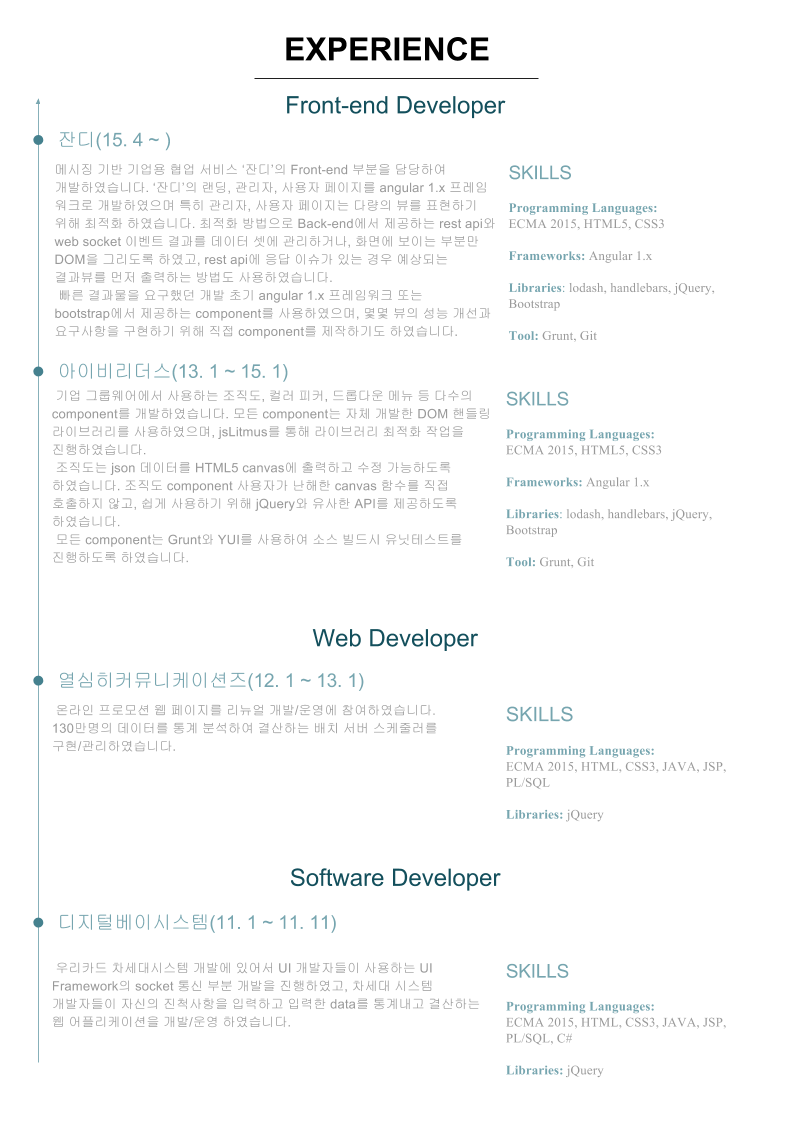 EXPERIENCE
Front-end Developer
잔디(15. 4 ~ )
메시징 기반 기업용 협업 서비스 ‘잔디’의 Front-end 부분을 담당하여
개발하였습니다. ‘잔디’의 랜딩, 관리자, 사용자 페이지를 angular 1.x 프레임
워크로 개발하였으며 특히 관리자, 사용자 페이지는 다량의 뷰를 표현하기
위해 최적화 하였습니다. 최적화 방법으로 Back-end에서 제공하는 rest api와
web socket 이벤트 결과를 데이터 셋에 관리하거나, 화면에 보이는 부분만
DOM을 그리도록 하였고, rest api에 응답 이슈가 있는 경우 예상되는
결과뷰를 먼저 출력하는 방법도 사용하였습니다.
빠른 결과물을 요구했던 개발 초기 angular 1.x 프레임워크 또는
bootstrap에서 제공하는 component를 사용하였으며, 몇몇 뷰의 성능 개선과
요구사항을 구현하기 위해 직접 component를 제작하기도 하였습니다.
SKILLS
Programming Languages:
ECMA 2015, HTML5, CSS3
Frameworks: Angular 1.x
Libraries: lodash, handlebars, jQuery,
Bootstrap
Tool: Grunt, Git
아이비리더스(13. 1 ~ 15. 1)
기업 그룹웨어에서 사용하는 조직도, 컬러 피커, 드롭다운 메뉴 등 다수의
component를 개발하였습니다. 모든 component는 자체 개발한 DOM 핸들링
라이브러리를 사용하였으며, jsLitmus를 통해 라이브러리 최적화 작업을
진행하였습니다.
조직도는 json 데이터를 HTML5 canvas에 출력하고 수정 가능하도록
하였습니다. 조직도 component 사용자가 난해한 canvas 함수를 직접
호출하지 않고, 쉽게 사용하기 위해 jQuery와 유사한 API를 제공하도록
하였습니다.
모든 component는 Grunt와 YUI를 사용하여 소스 빌드시 유닛테스트를
진행하도록 하였습니다.
SKILLS
Programming Languages:
ECMA 2015, HTML5, CSS3
Frameworks: Angular 1.x
Libraries: lodash, handlebars, jQuery,
Bootstrap
Tool: Grunt, Git
Web Developer
열심히커뮤니케이션즈(12. 1 ~ 13. 1)
온라인 프로모션 웹 페이지를 리뉴얼 개발/운영에 참여하였습니다.
130만명의 데이터를 통계 분석하여 결산하는 배치 서버 스케줄러를
구현/관리하였습니다.
SKILLS
Programming Languages:
ECMA 2015, HTML, CSS3, JAVA, JSP,
PL/SQL
Libraries: jQuery
Software Developer
디지털베이시스템(11. 1 ~ 11. 11)
우리카드 차세대시스템 개발에 있어서 UI 개발자들이 사용하는 UI
Framework의 socket 통신 부분 개발을 진행하였고, 차세대 시스템
개발자들이 자신의 진척사항을 입력하고 입력한 data를 통계내고 결산하는
웹 어플리케이션을 개발/운영 하였습니다.
SKILLS
Programming Languages:
ECMA 2015, HTML, CSS3, JAVA, JSP,
PL/SQL, C#
Libraries: jQuery